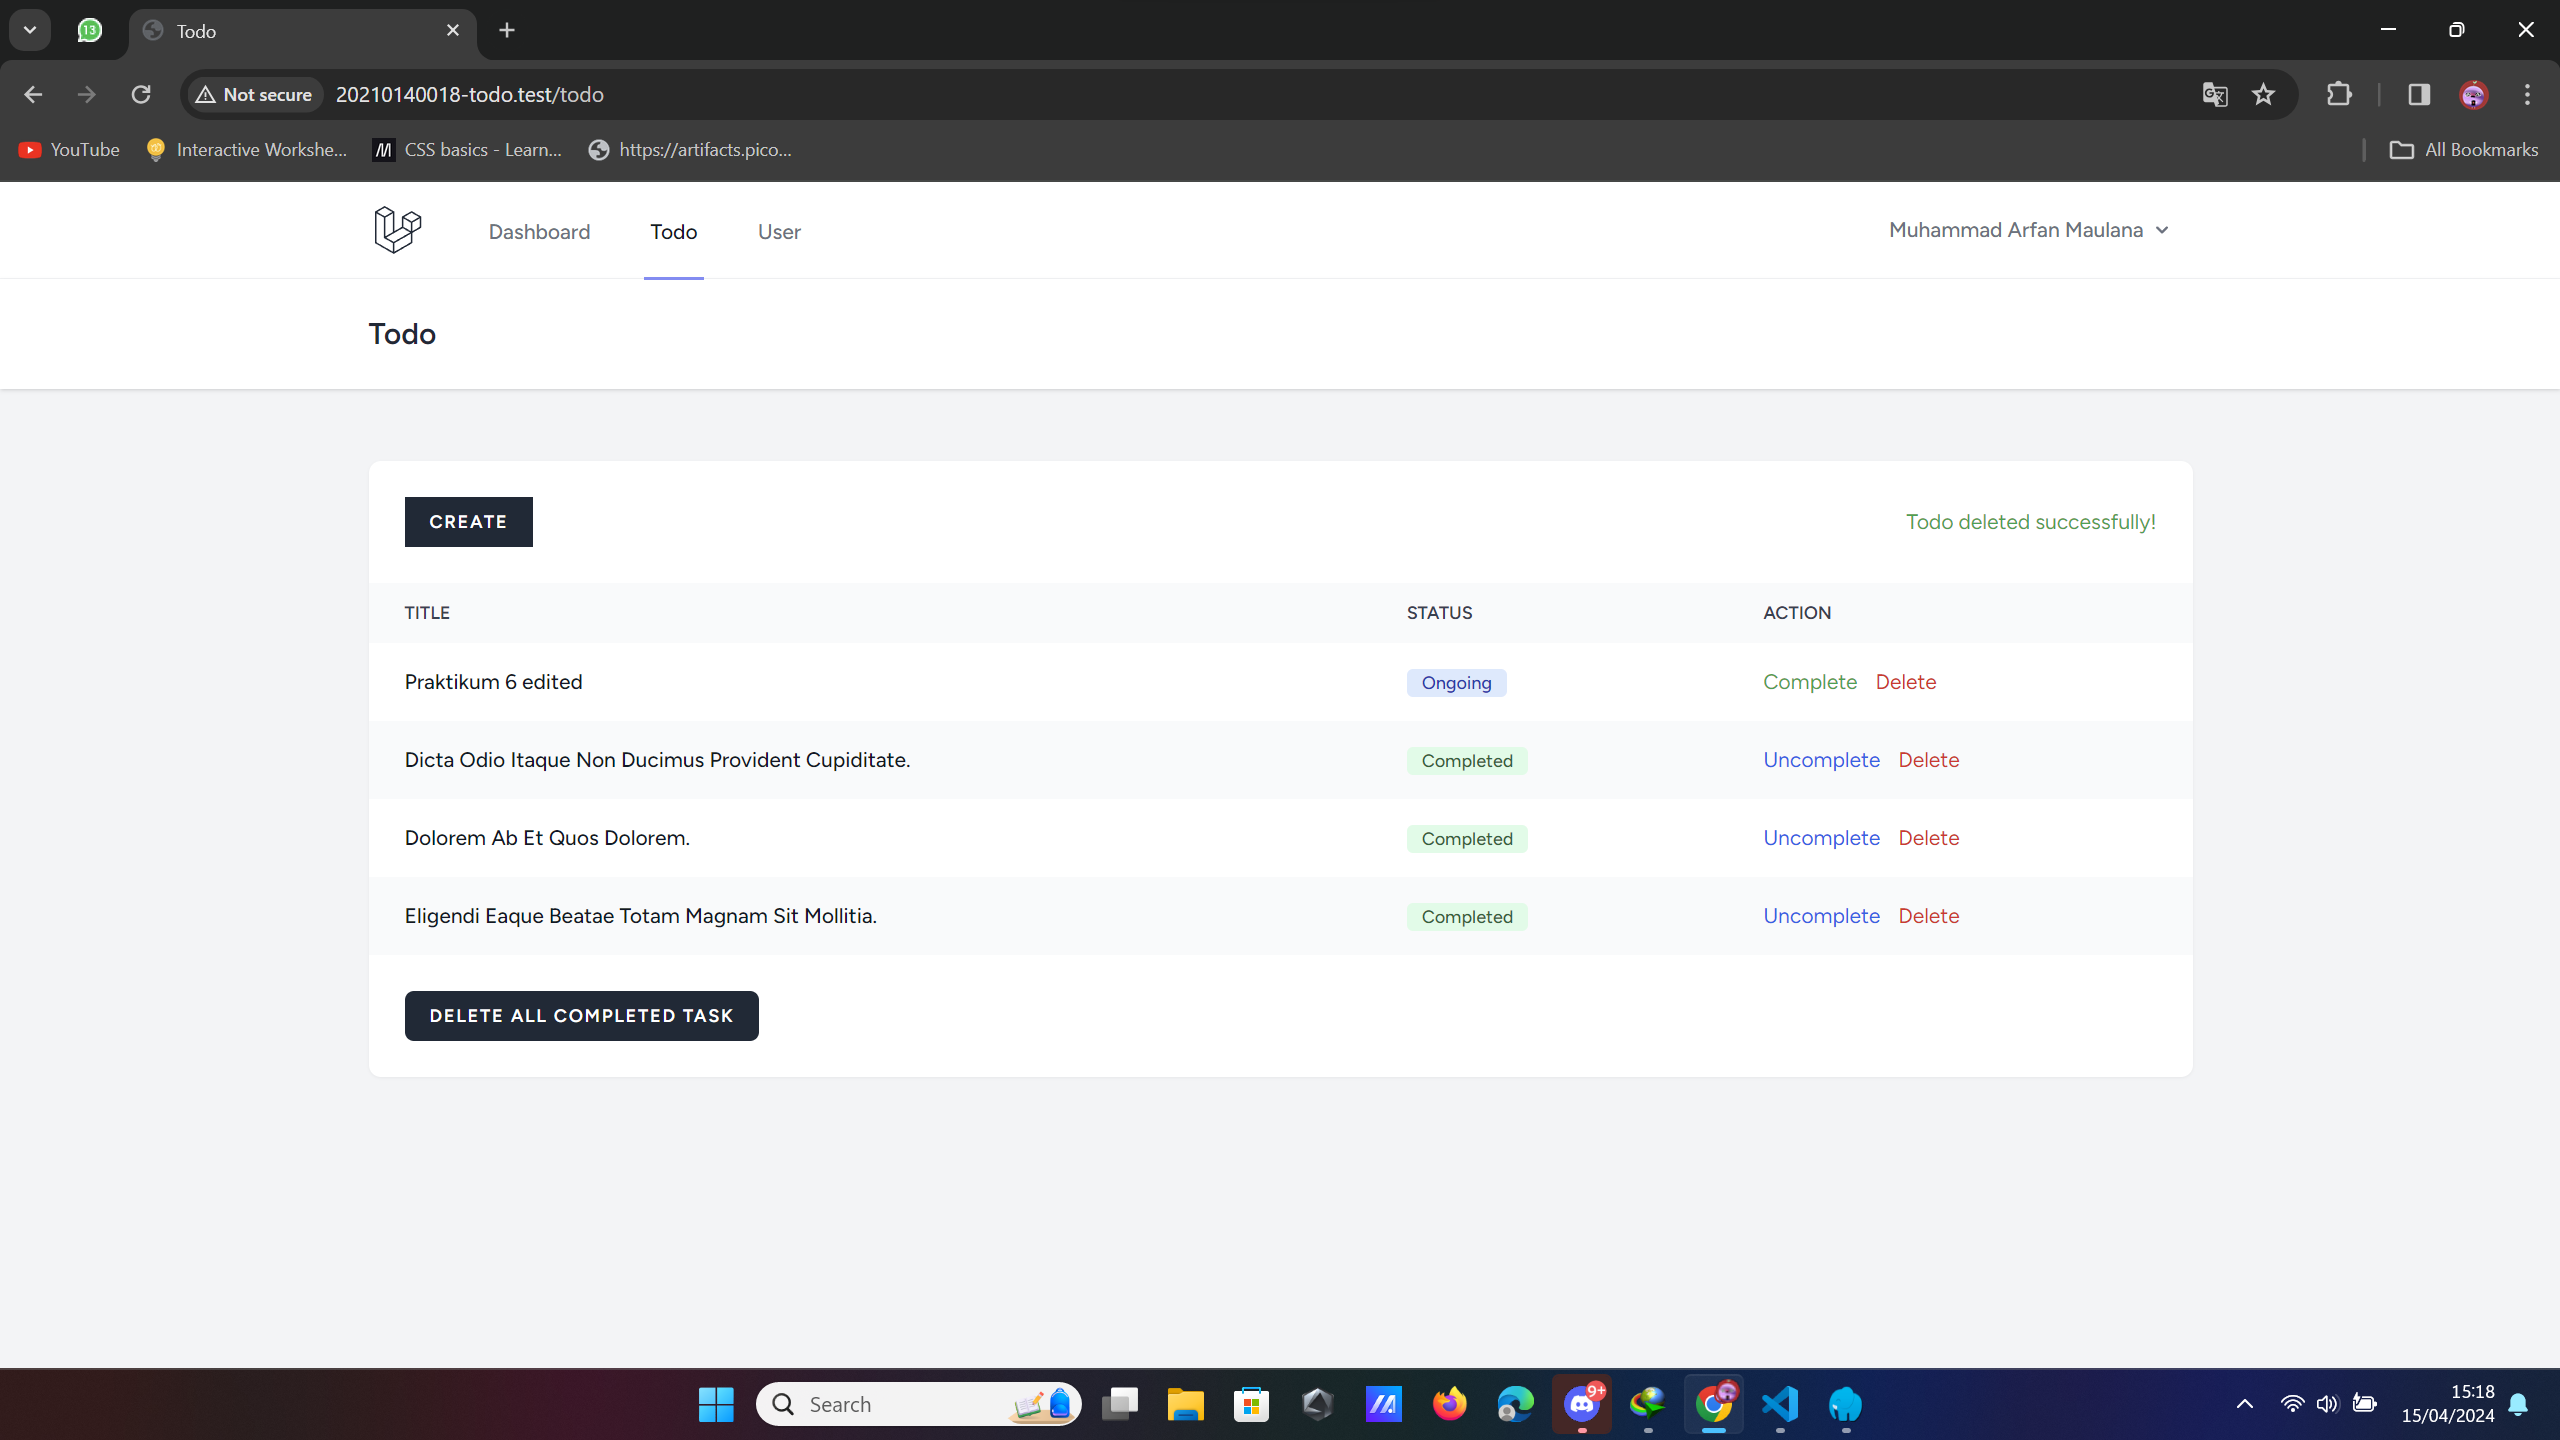 13
Todo
Not secure
20210140018-todo.test/todo
YouTube
Interactive Workshe...
CSS basics - Learn...
https://artifacts.pico...
All Bookmarks
Dashboard
Todo
User
Muhammad Arfan Maulana
Todo
CREATE
Todo deleted successfully!
TITLE STATUS ACTION
Praktikum 6 edited Ongoing Complete Delete
Dicta Odio Itaque Non Ducimus Provident Cupiditate. Completed Uncomplete Delete
Dolorem Ab Et Quos Dolorem. Completed Uncomplete Delete
Eligendi Eaque Beatae Totam Magnam Sit Mollitia. Completed Uncomplete Delete
DELETE ALL COMPLETED TASK
Search
9+
15:18
15/04/2024